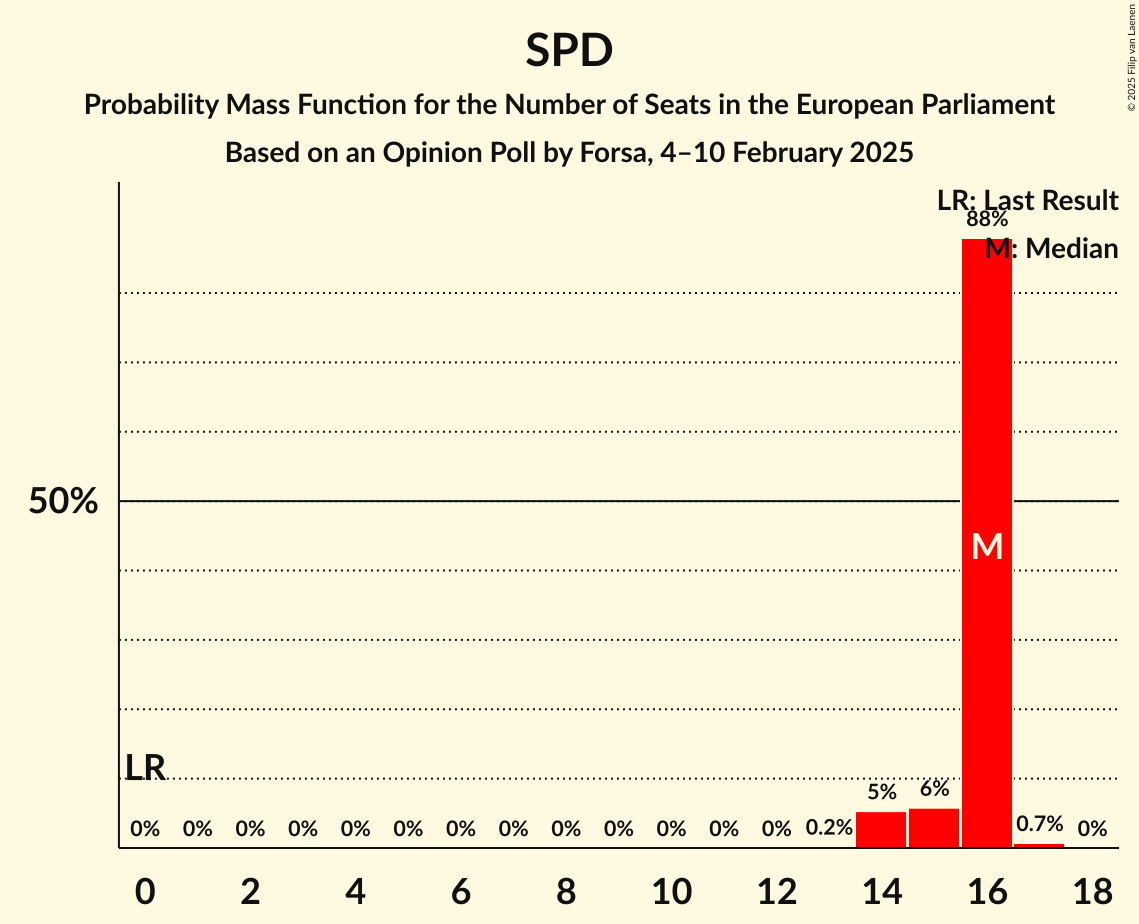 SPD
Probability Mass Function for the Number of Seats in the European Parliament
Based on an Opinion Poll by Forsa, 4–10 February 2025
© 2025 Filip van Laenen
LR: Last Result
M: Median
88%
50%
M
LR
0% 0% 0% 0% 0% 0% 0% 0% 0% 0% 0% 0% 0% 0.2% 5% 6% 0.7% 0%
0 2 4 6 8 10 12 14 16 18